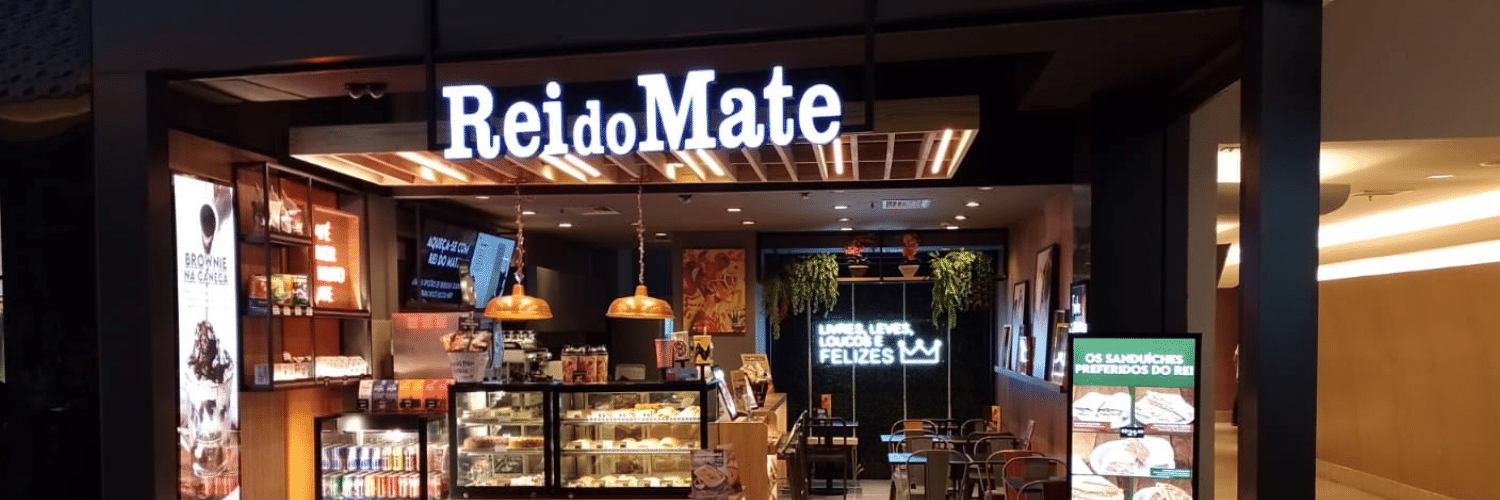 Rei do Mate
BROWNIE
NA CANECA
AQUEÇA-SE COM
REI DO MATE
LIVRES, LEVES,
LOUCOS E
FELIZES
OS SANDUÍCHES
PREFERIDOS DO REI